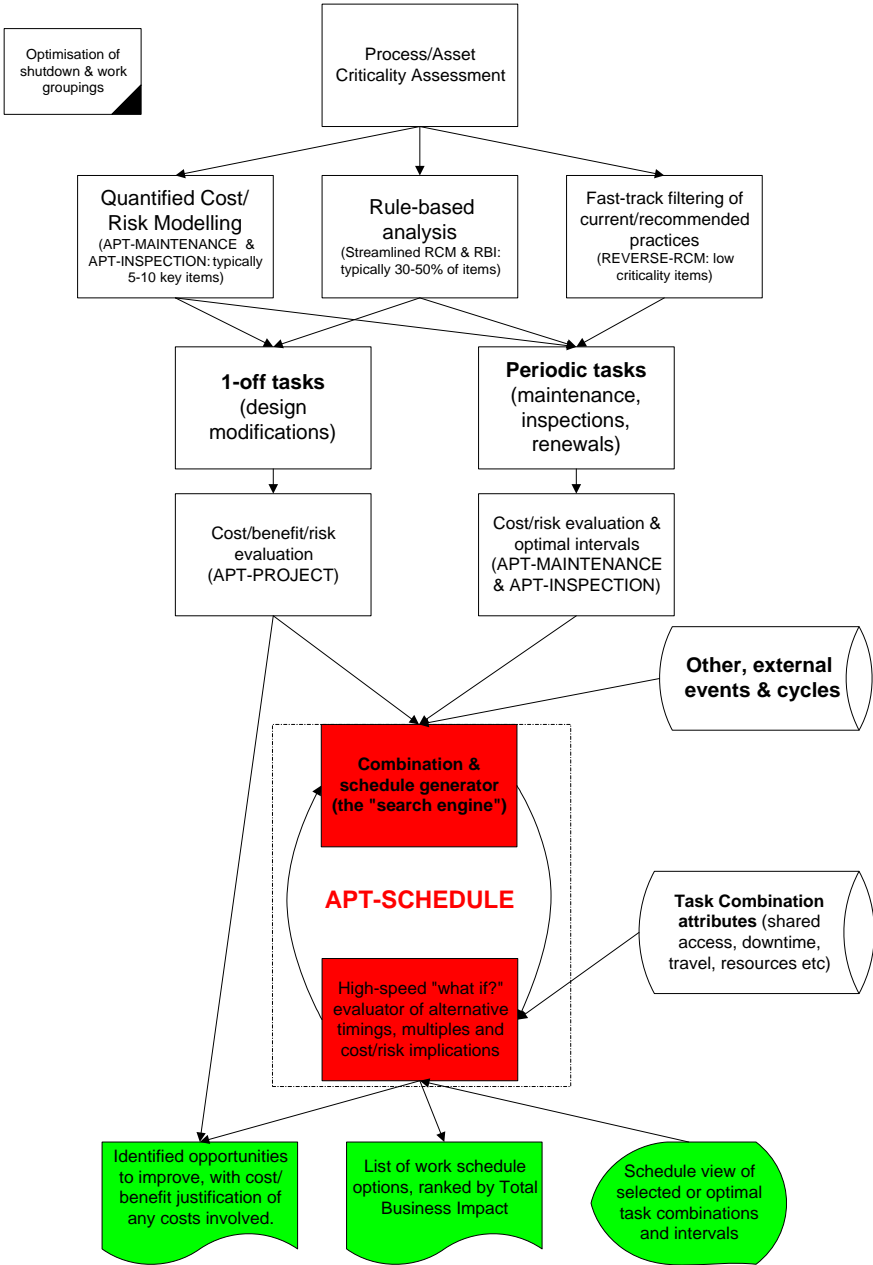 Optimisation of
shutdown & work
groupings
Process/Asset
Criticality Assessment
Quantified Cost/
Risk Modelling
(APT-MAINTENANCE &
APT-INSPECTION: typically
5-10 key items)
Rule-based
analysis
(Streamlined RCM & RBI:
typically 30-50% of items)
Fast-track filtering of
current/recommended
practices
(REVERSE-RCM: low
criticality items)
1-off tasks
(design
modifications)
Periodic tasks
(maintenance,
inspections,
renewals)
Cost/benefit/risk
evaluation
(APT-PROJECT)
Cost/risk evaluation &
optimal intervals
(APT-MAINTENANCE
& APT-INSPECTION)
Other, external
events & cycles
Combination &
schedule generator
(the "search engine")
APT-SCHEDULE
Task Combination
attributes (shared
access, downtime,
travel, resources etc)
High-speed "what if?"
evaluator of alternative
timings, multiples and
cost/risk implications
Identified opportunities
to improve, with cost/
benefit justification of
any costs involved.
List of work schedule
options, ranked by Total
Business Impact
Schedule view of
selected or optimal
task combinations
and intervals